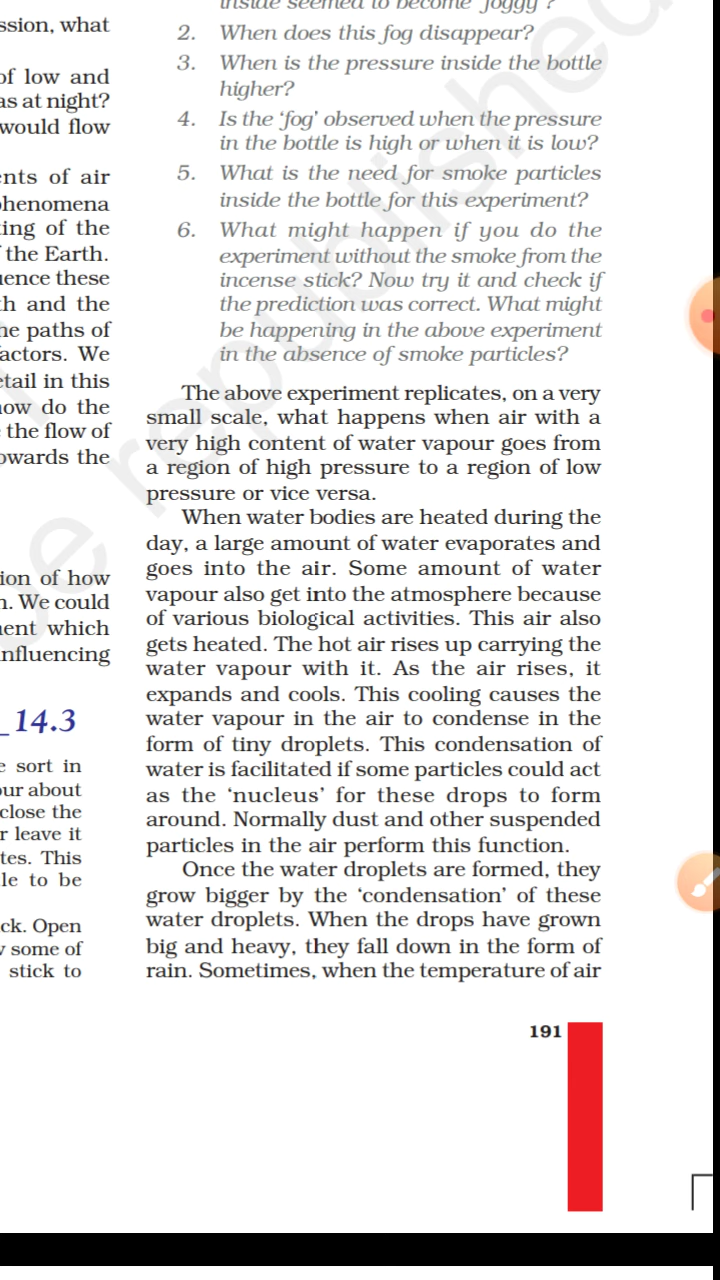 ssion, what
of low and
as at night?
would flow
ents of air
phenomena
ting of the
the Earth.
uence these
th and the
he paths of
factors. We
etail in this
how do the
the flow of
owards the
ion of how
n. We could
ment which
influencing
_14.3
e sort in
our about
close the
r leave it
tes. This
le to be
ck. Open
some of
stick to
inside seemed to become 'foggy'?
2. When does this fog disappear?
3. When is the pressure inside the bottle
higher?
4. Is the 'fog' observed when the pressure
in the bottle is high or when it is low?
5. What is the need for smoke particles
inside the bottle for this experiment?
6. What might happen if you do the
experiment without the smoke from the
incense stick? Now try it and check if
the prediction was correct. What might
be happening in the above experiment
in the absence of smoke particles?
The above experiment replicates, on a very
small scale, what happens when air with a
very high content of water vapour goes from
a region of high pressure to a region of low
pressure or vice versa.
When water bodies are heated during the
day, a large amount of water evaporates and
goes into the air. Some amount of water
vapour also get into the atmosphere because
of various biological activities. This air also
gets heated. The hot air rises up carrying the
water vapour with it. As the air rises, it
expands and cools. This cooling causes the
water vapour in the air to condense in the
form of tiny droplets. This condensation of
water is facilitated if some particles could act
as the 'nucleus' for these drops to form
around. Normally dust and other suspended
particles in the air perform this function.
Once the water droplets are formed, they
grow bigger by the 'condensation' of these
water droplets. When the drops have grown
big and heavy, they fall down in the form of
rain. Sometimes, when the temperature of air
191
be republished